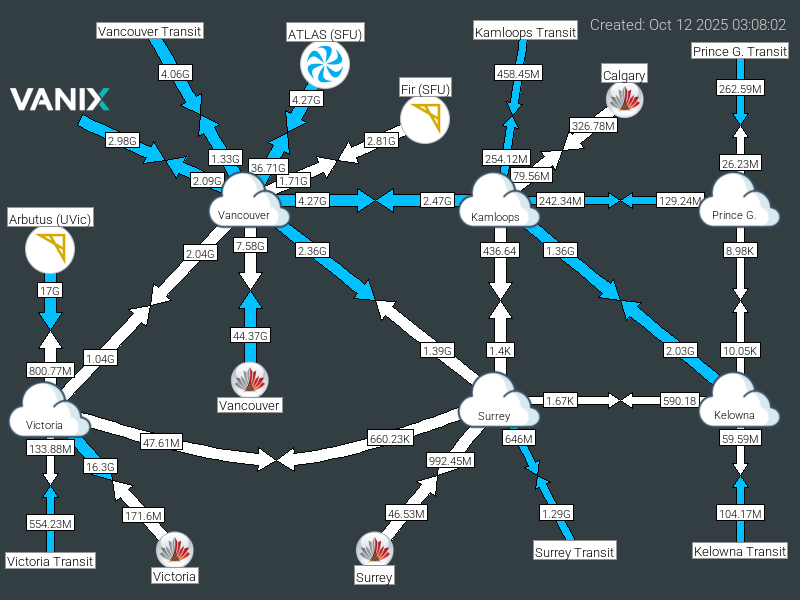 Created: Oct 12 2025 03:08:02
Vancouver Transit
ATLAS (SFU)
Kamloops Transit
Prince G. Transit
4.06G
458.45M
Calgary
262.59M
VANIX
4.27G
Fir (SFU)
326.78M
2.98G
2.81G
1.33G
36.71G
254.12M
26.23M
2.09G
1.71G
79.56M
4.27G
2.47G
242.34M
129.24M
Vancouver
Kamloops
Prince G.
Arbutus (UVic)
2.04G
7.58G
2.36G
436.64
1.36G
8.98K
17G
44.37G
800.77M
1.04G
1.39G
1.4K
2.03G
10.05K
Vancouver
1.67K
590.18
Victoria
Surrey
Kelowna
133.88M
47.61M
660.23K
646M
59.59M
16.3G
992.45M
554.23M
171.6M
46.53M
1.29G
104.17M
Victoria Transit
Victoria
Surrey
Surrey Transit
Kelowna Transit